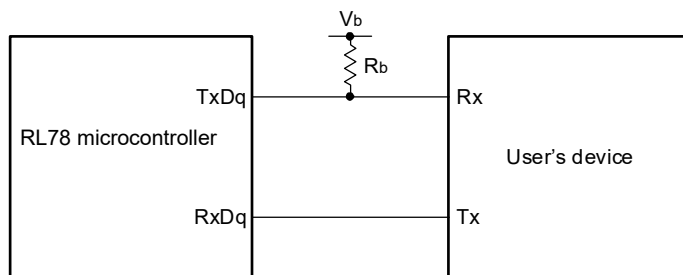 Vb
Rb
TxDq
Rx
RL78 microcontroller
User's device
RxDq
Tx